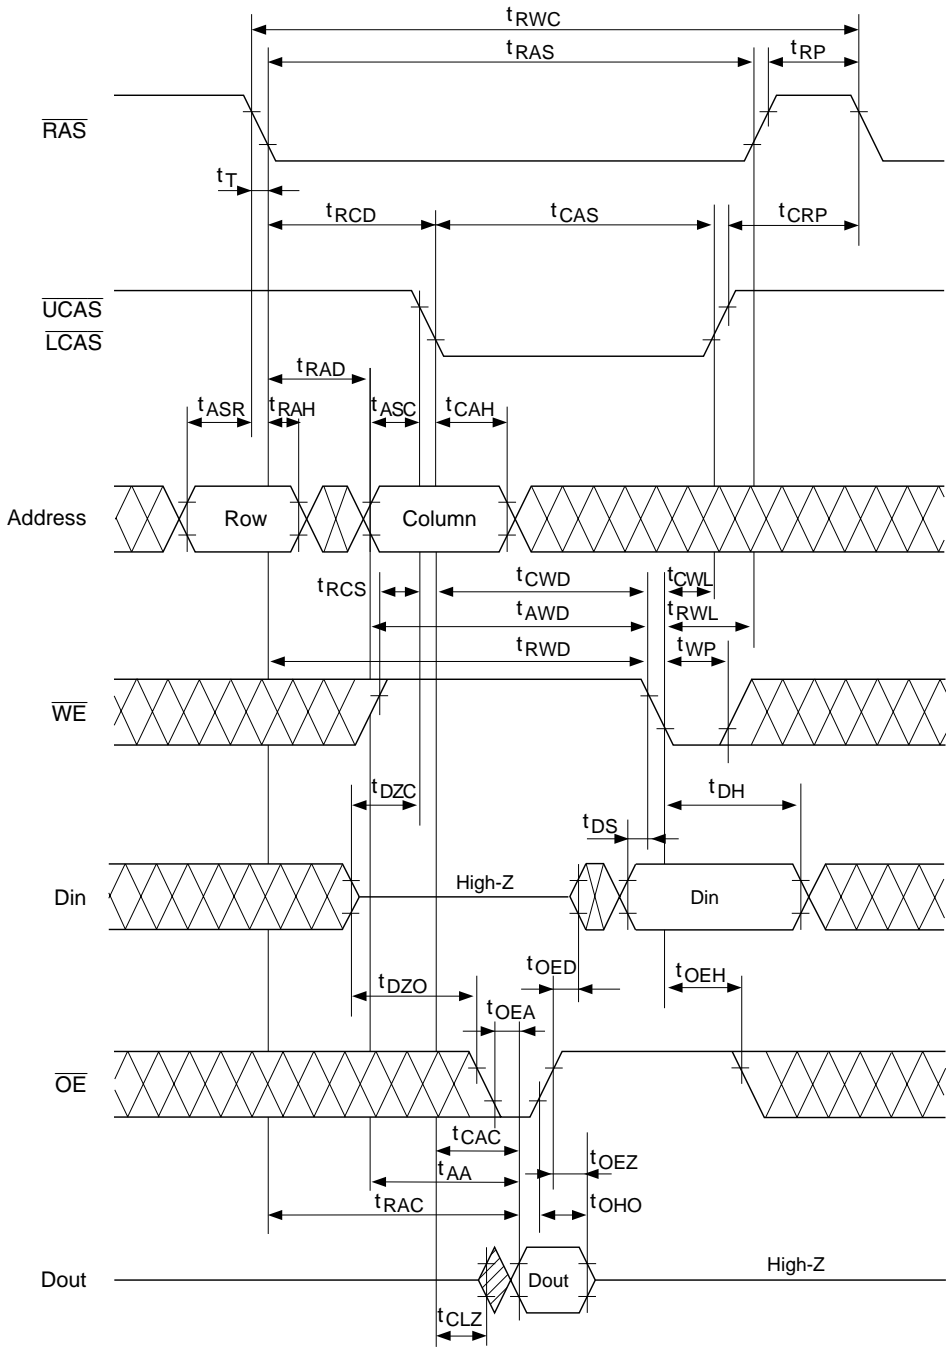 tRWC
tRAS
tRP
RAS
tT
tRCD
tCAS
tCRP
UCAS
LCAS
tRAD
tASR
tRAH
tASC
tCAH
Address
Row
Column
tRCS
tCWD
tCWL
tAWD
tRWL
tRWD
tWP
WE
tDZC
tDH
tDS
Din
High-Z
Din
tOED
tOEH
tDZO
tOEA
OE
tCAC
tOEZ
tAA
tRAC
tOHO
Dout
Dout
High-Z
tCLZ